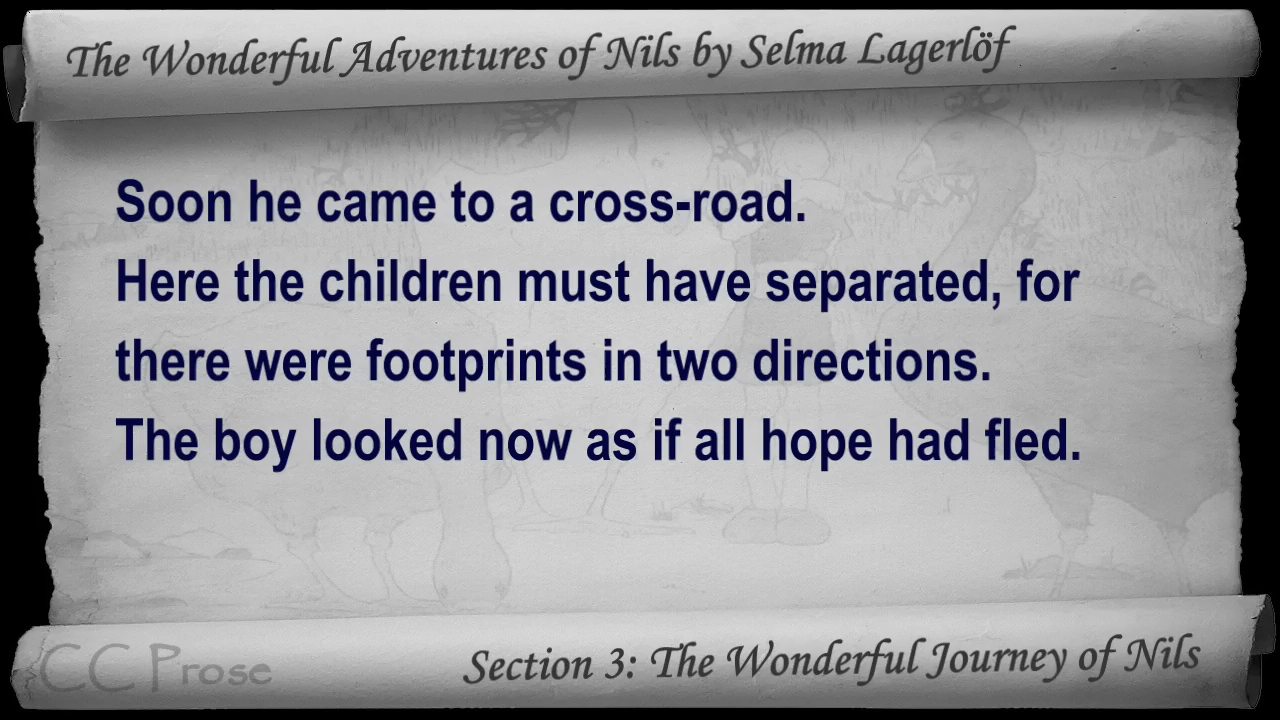 The Wonderful Adventures of Nils by Selma Lagerlöf
Soon he came to a cross-road.
Here the children must have separated, for
there were footprints in two directions.
The boy looked now as if all hope had fled.
CC Prose
Section 3: The Wonderful Journey of Nils